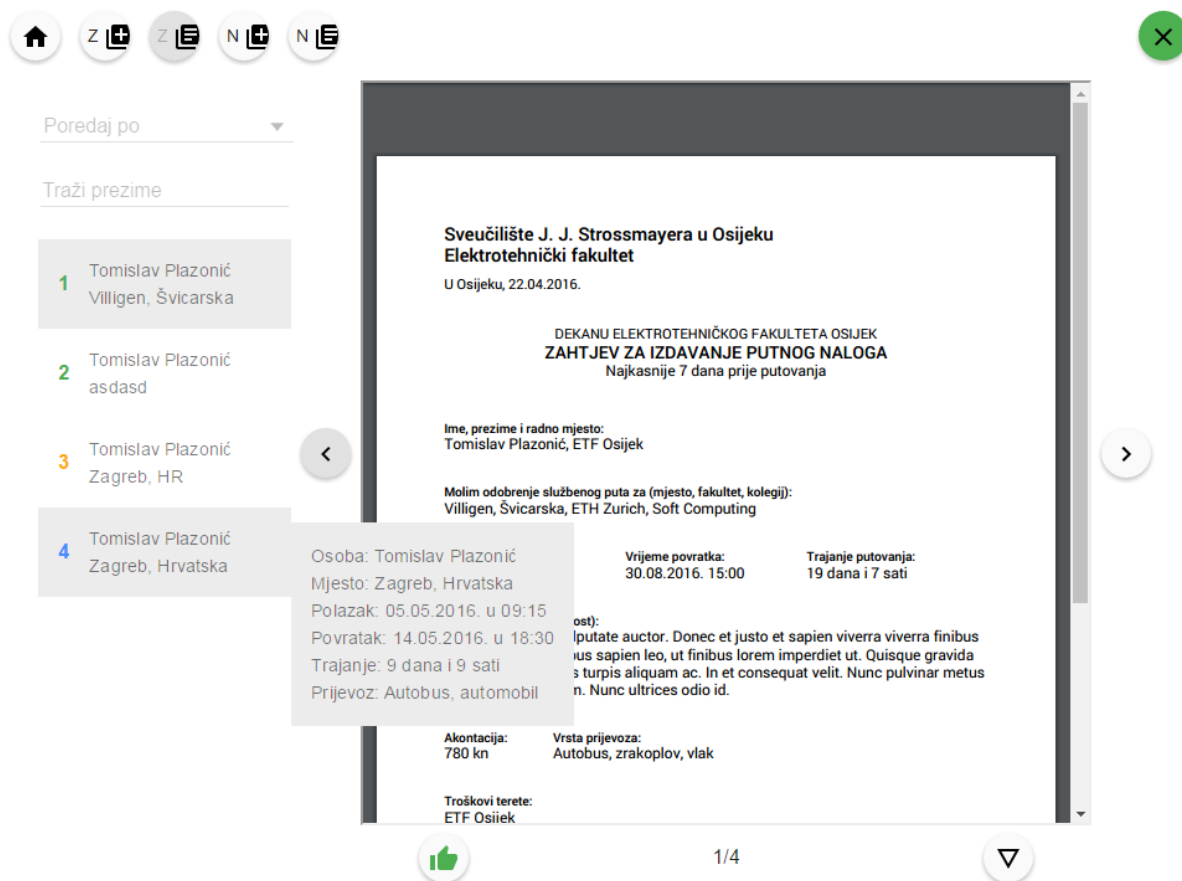 Z
Z
N
N
Poredaj po
Traži prezime
1
Tomislav Plazonić
Villigen, Švicarska
2
Tomislav Plazonić
asdasd
3
Tomislav Plazonić
Zagreb, HR
4
Tomislav Plazonić
Zagreb, Hrvatska
Osoba: Tomislav Plazonić
Mjesto: Zagreb, Hrvatska
Polazak: 05.05.2016. u 09:15
Povratak: 14.05.2016. u 18:30
Trajanje: 9 dana i 9 sati
Prijevoz: Autobus, automobil
Sveučilište J. J. Strossmayera u Osijeku
Elektrotehnički fakultet
U Osijeku, 22.04.2016.
DEKANU ELEKTROTEHNIČKOG FAKULTETA OSIJEK
ZAHTJEV ZA IZDAVANJE PUTNOG NALOGA
Najkasnije 7 dana prije putovanja
Ime, prezime i radno mjesto:
Tomislav Plazonić, ETF Osijek
Molim odobrenje službenog puta za (mjesto, fakultet, kolegij):
Villigen, Švicarska, ETH Zurich, Soft Computing
Vrijeme povratka: Trajanje putovanja:
30.08.2016. 15:00 19 dana i 7 sati
ost):
lputate auctor. Donec et justo et sapien viverra viverra finibus
us sapien leo, ut finibus lorem imperdiet ut. Quisque gravida
s turpis aliquam ac. In et consequat velit. Nunc pulvinar metus
n. Nunc ultrices odio id.
Akontacija: Vrsta prijevoza:
780 kn Autobus, zrakoplov, vlak
Troškovi terete:
ETF Osijek
1/4